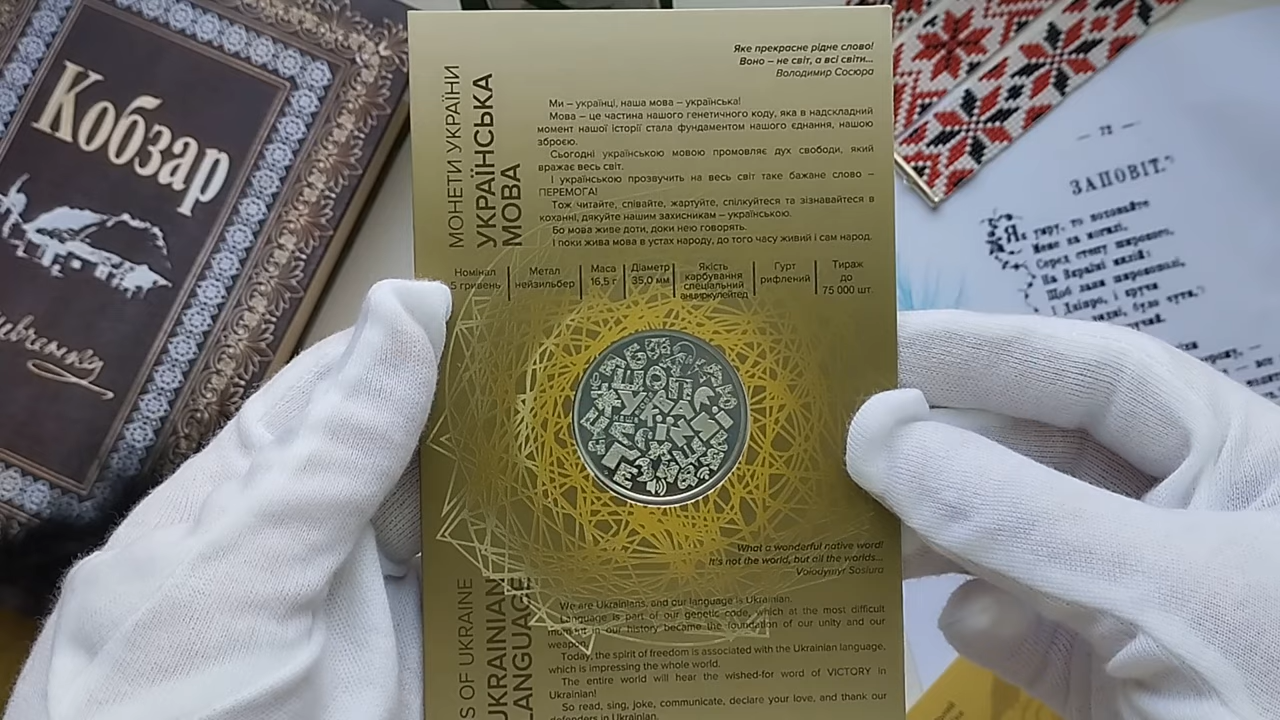 Кобзар
МОНЕТИ УКРАЇНИ
УКРАЇНСЬКА
МОВА
Яке прекрасне рідне слово!
Воно – не світ, а всі світи...
Володимир Сосюра
Ми – українці, наша мова – українська!
Мова – це частина нашого генетичного коду, яка в надскладний
момент нашої історії стала фундаментом нашого єднання, нашою
зброєю.
Сьогодні українською мовою промовляє дух свободи, який
вражає весь світ.
І українською прозвучить на весь світ таке бажане слово –
ПЕРЕМОГА!
Тож читайте, співайте, жартуйте, спілкуйтеся та зізнавайтеся в
коханні, дякуйте нашим захисникам – українською.
Бо мова живе доти, доки нею говорять.
І поки жива мова в устах народу, до того часу живий і сам народ.
Номінал
5 гривень
Метал
нейзильбер
Маса
16,5 г
Діаметр
35,0 мм
Якість
карбування
спеціальний
анциркулейтед
Гурт
рифлений
Тираж
до
75 000 шт.
What a wonderful native word!
It's not the world, but all the worlds...
Volodymyr Sosiura
S OF UKRAINE
UKRAINIAN
LANGUAGE
We are Ukrainians, and our language is Ukrainian.
Language is part of our genetic code, which at the most difficult
moment in our history became the foundation of our unity and our
weapon.
Today, the spirit of freedom is associated with the Ukrainian language,
which is impressing the whole world.
The entire world will hear the wished-for word of VICTORY in
Ukrainian!
So read, sing, joke, communicate, declare your love, and thank our
defenders in Ukrainian.
— 72 —
ЗАПОВІТ.
Як умру, то поховайте
Мене на могилі,
Серед степу широкого,
На Вкраїні милій:
Щоб лани широкополі,
І Дніпро, і кручи